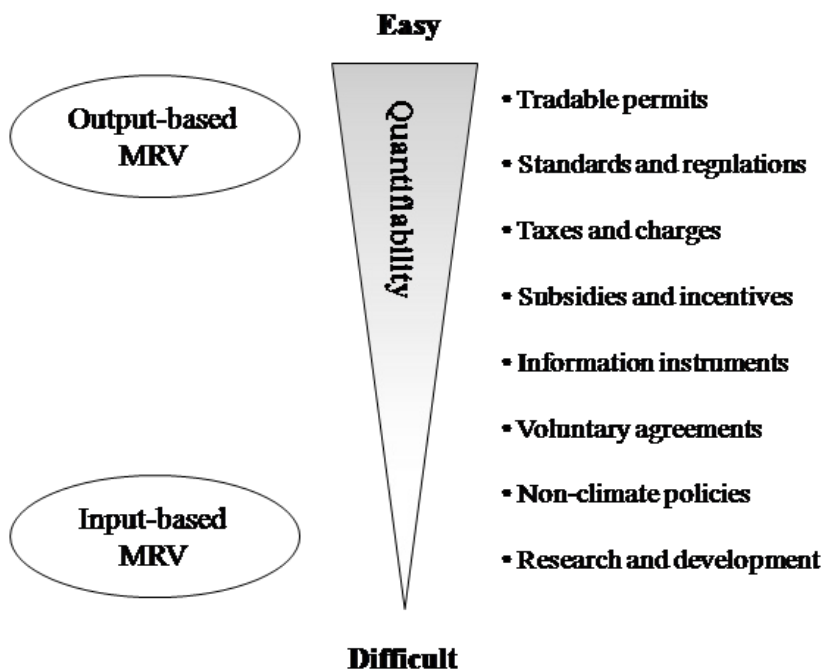 Easy
Output-based
MRV
Quantifiability
• Tradable permits
• Standards and regulations
• Taxes and charges
• Subsidies and incentives
• Information instruments
• Voluntary agreements
• Non-climate policies
• Research and development
Input-based
MRV
Difficult